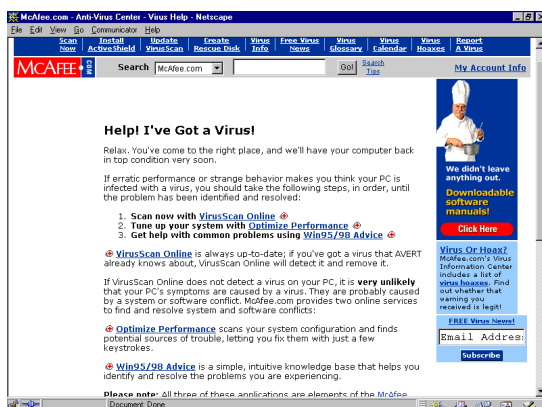 McAfee.com - Anti-Virus Center - Virus Help - Netscape
File Edit View Go Communicator Help
Scan Now | Install ActiveShield | Update VirusScan | Create Rescue Disk | Virus Info | Free Virus News | Virus Glossary | Virus Calendar | Virus Hoaxes | Report A Virus
McAFEE COM Search McAfee.com Go! Search Tips My Account Info
Help! I've Got a Virus!
Relax. You've come to the right place, and we'll have your computer back
in top condition very soon.
If erratic performance or strange behavior makes you think your PC is
infected with a virus, you should take the following steps, in order, until
the problem has been identified and resolved:
1. Scan now with VirusScan Online
2. Tune up your system with Optimize Performance
3. Get help with common problems using Win95/98 Advice
VirusScan Online is always up-to-date; if you've got a virus that AVERT
already knows about, VirusScan Online will detect it and remove it.
If VirusScan Online does not detect a virus on your PC, it is very unlikely
that your PC's symptoms are caused by a virus. They are probably caused
by a system or software conflict. McAfee.com provides two online services
to find and resolve system and software conflicts:
Optimize Performance scans your system configuration and finds
potential sources of trouble, letting you fix them with just a few
keystrokes.
Win95/98 Advice is a simple, intuitive knowledge base that helps you
identify and resolve the problems you are experiencing.
Please note: All three of these applications are elements of the McAfee
We didn't leave
anything out.
Downloadable
software
manuals!
Click Here
Virus Or Hoax?
McAfee.com's Virus
Information Center
includes a list of
virus hoaxes. Find
out whether that
warning you
received is legit!
FREE Virus News!
Email Addres
Subscribe
Document: Done